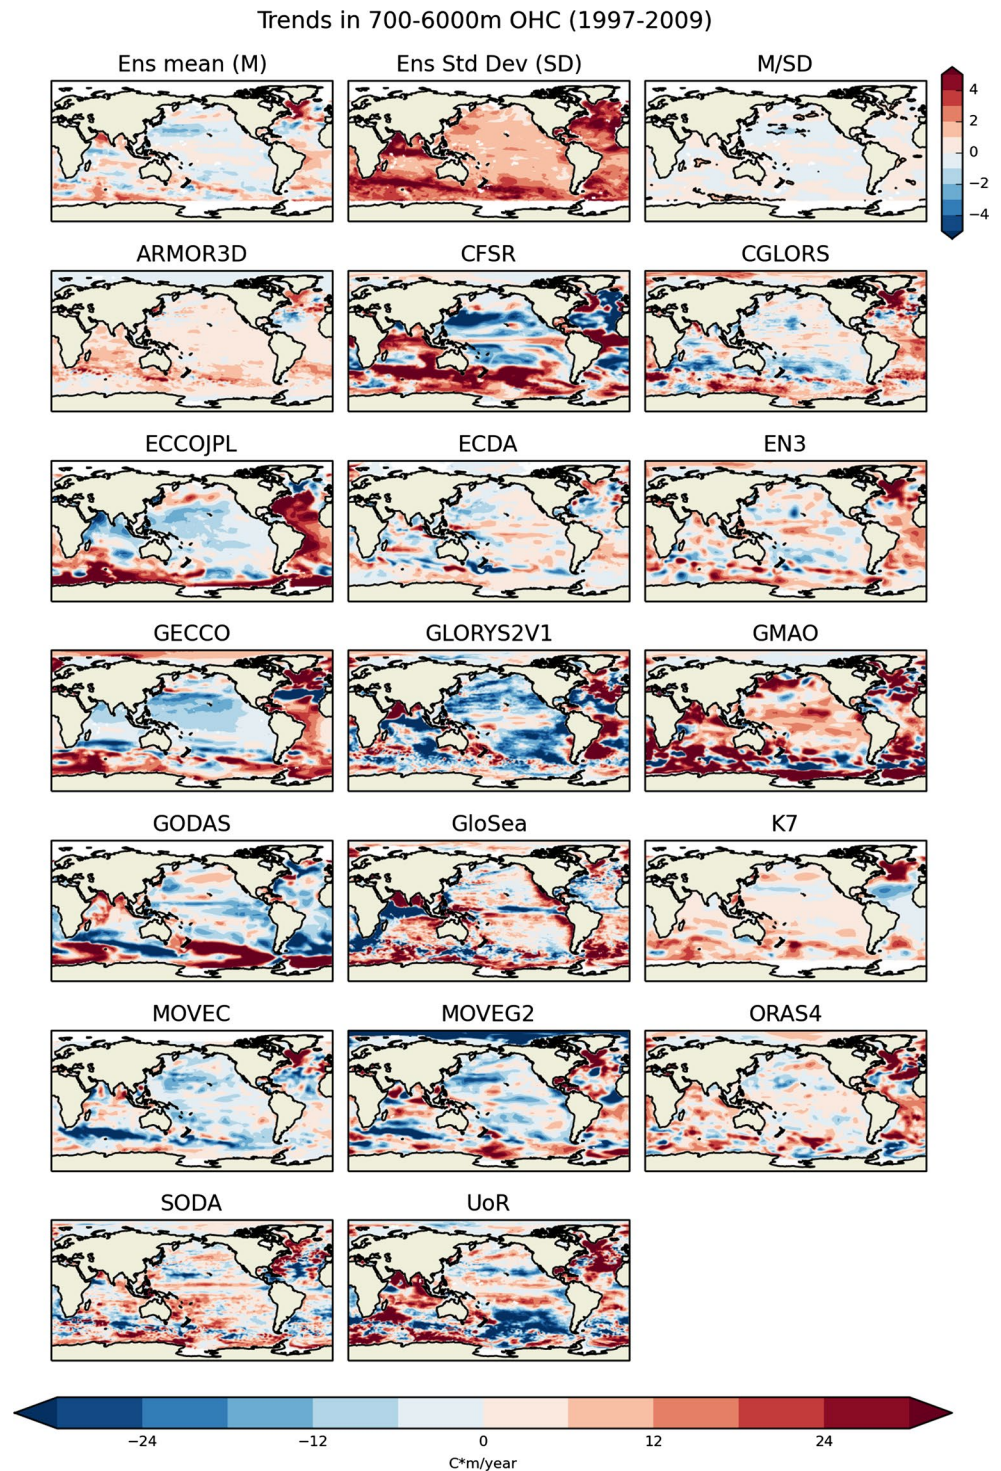 Trends in 700-6000m OHC (1997-2009)
Ens mean (M) Ens Std Dev (SD) M/SD
4
2
0
−2
−4
ARMOR3D CFSR CGLORS
ECCOJPL ECDA EN3
GECCO GLORYS2V1 GMAO
GODAS GloSea K7
MOVEC MOVEG2 ORAS4
SODA UoR
−24 −12 0 12 24
C*m/year